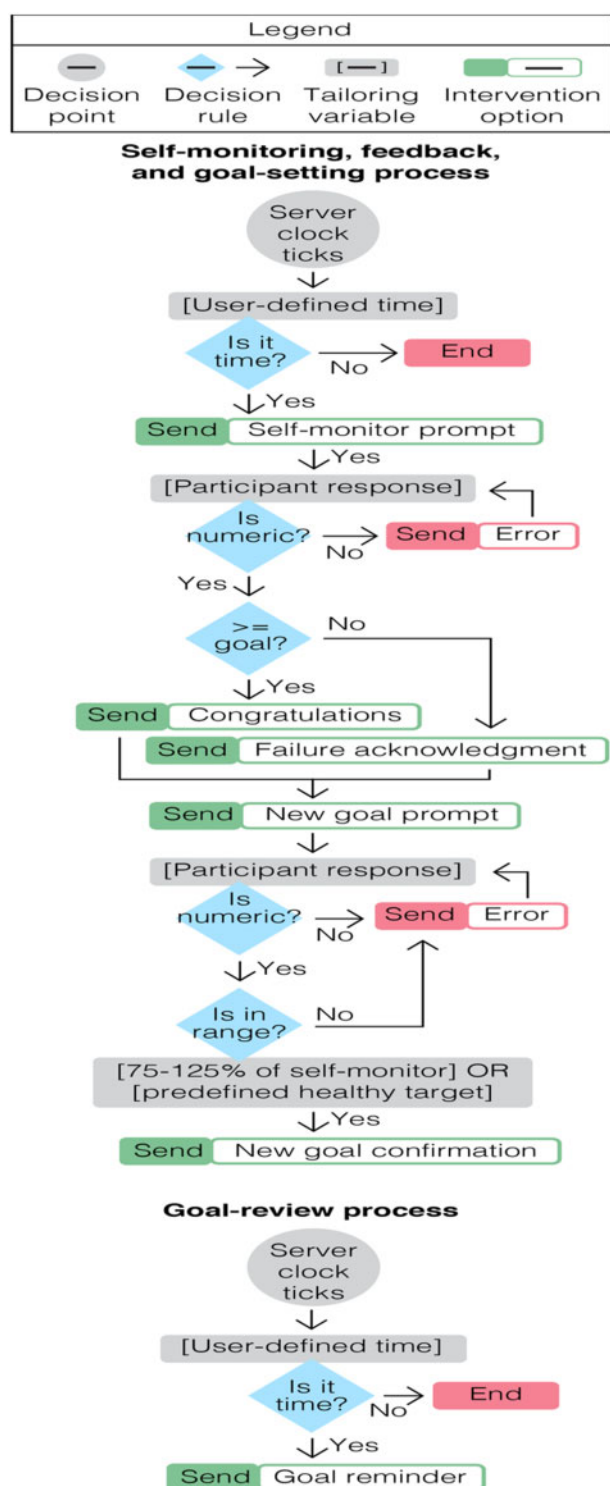 Legend
[—]
Decision point
Decision rule
Tailoring variable
Intervention option
Self-monitoring, feedback,
and goal-setting process
Server
clock
ticks
[User-defined time]
Is it
time?
No
End
Yes
Send Self-monitor prompt
Yes
[Participant response]
Is
numeric?
No
Send Error
Yes
>=
goal?
No
Yes
Send Congratulations
Send Failure acknowledgment
Send New goal prompt
[Participant response]
Is
numeric?
No
Send Error
Yes
Is in
range?
No
[75-125% of self-monitor] OR
[predefined healthy target]
Yes
Send New goal confirmation
Goal-review process
Server
clock
ticks
[User-defined time]
Is it
time?
No
End
Yes
Send Goal reminder